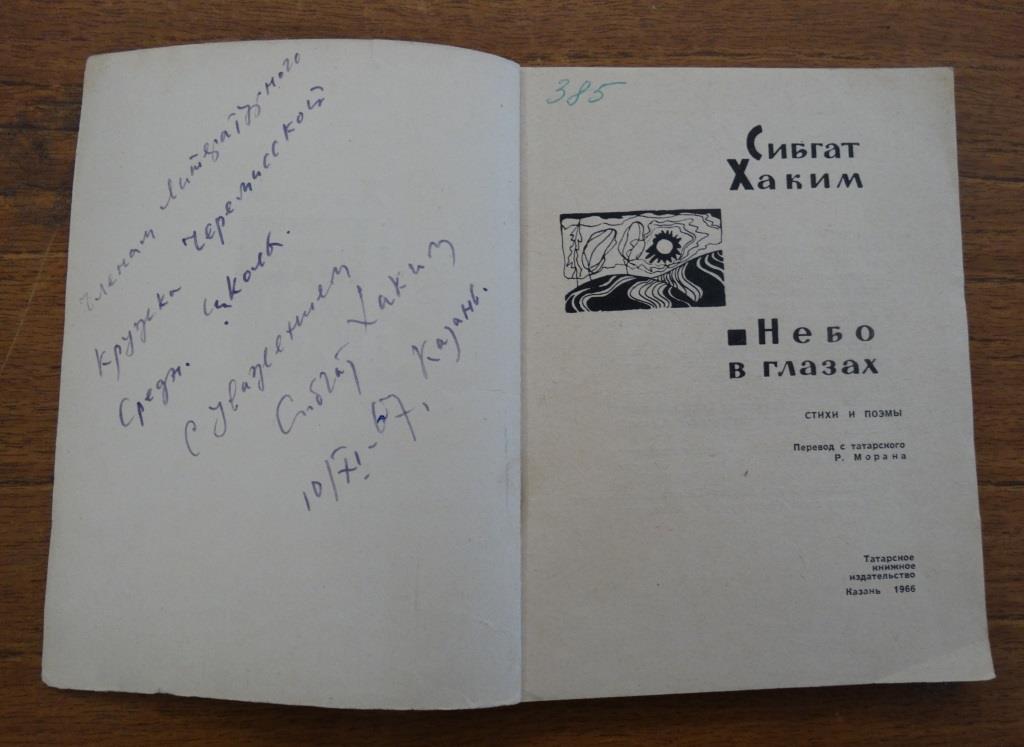 Членам литературного
кружка Черемисской
средн. школы.
С уважением
Сибгат Хаким
10/XI-67, Казань.
385
Сибгат
Хаким
Небо
в глазах
СТИХИ И ПОЭМЫ
Перевод с татарского
Р. Морана
Татарское
книжное
издательство
Казань 1966